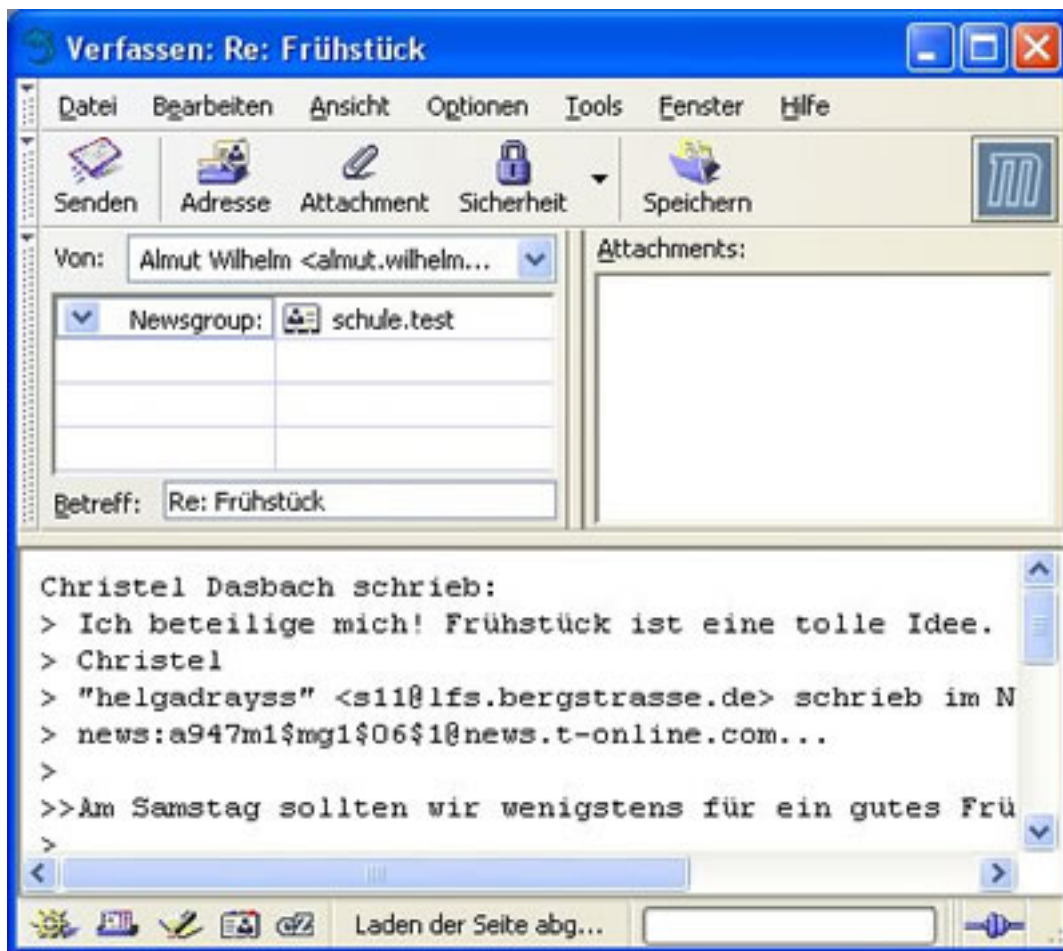 Verfassen: Re: Frühstück
Datei Bearbeiten Ansicht Optionen Tools Fenster Hilfe
Senden Adresse Attachment Sicherheit Speichern
Von: Almut Wilhelm <almut.wilhelm...
Attachments:
Newsgroup: schule.test
Betreff: Re: Frühstück
Christel Dasbach schrieb:
> Ich beteilige mich! Frühstück ist eine tolle Idee.
> Christel
> "helgadrayss" <s11@lfs.bergstrasse.de> schrieb im N
> news:a947m1$mg1$06$1@news.t-online.com...
>
>>Am Samstag sollten wir wenigstens für ein gutes Frü
>
Laden der Seite abg...